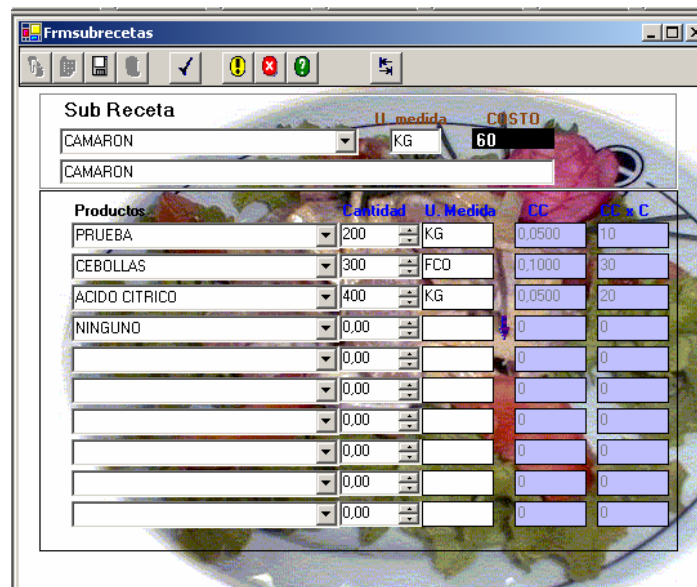 Frmsubrecetas
Sub Receta
U. medida COSTO
CAMARON KG 60
CAMARON
Productos Cantidad U. Medida CC CC x C
PRUEBA 200 KG 0,0500 10
CEBOLLAS 300 FCO 0,1000 30
ACIDO CITRICO 400 KG 0,0500 20
NINGUNO 0,00 0 0
0,00 0 0
0,00 0 0
0,00 0 0
0,00 0 0
0,00 0 0
0,00 0 0